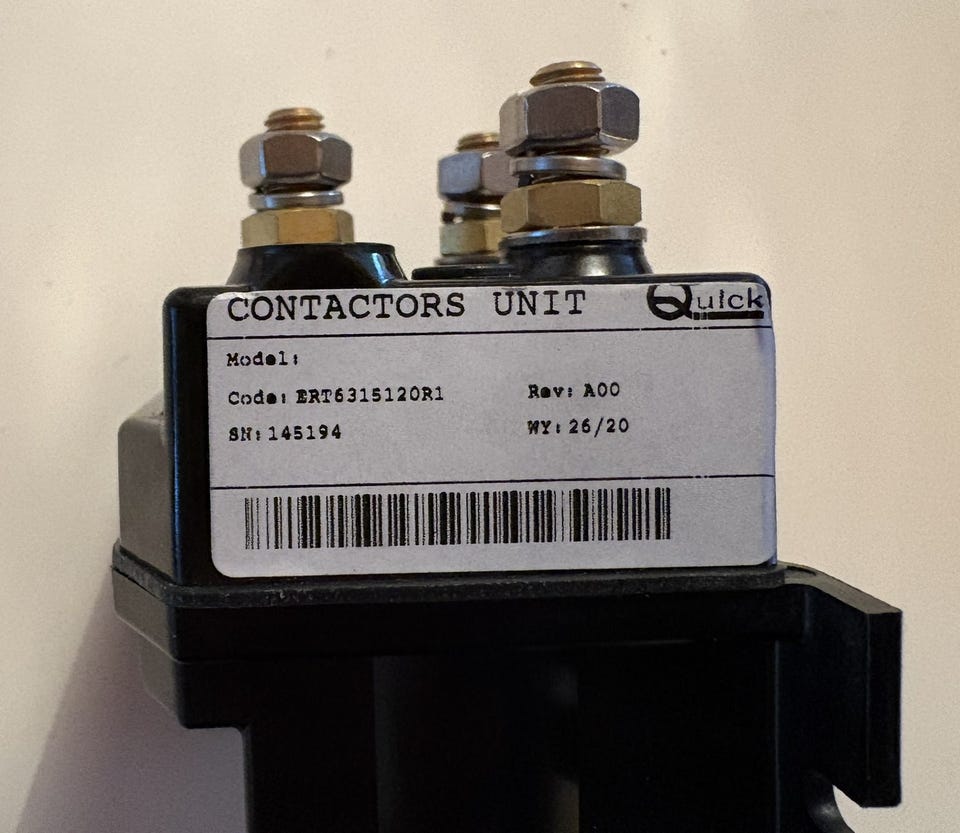 CONTACTORS UNIT Quick
Model:
Code: ERT6315120R1 Rev: A00
SN: 145194 WY: 26/20